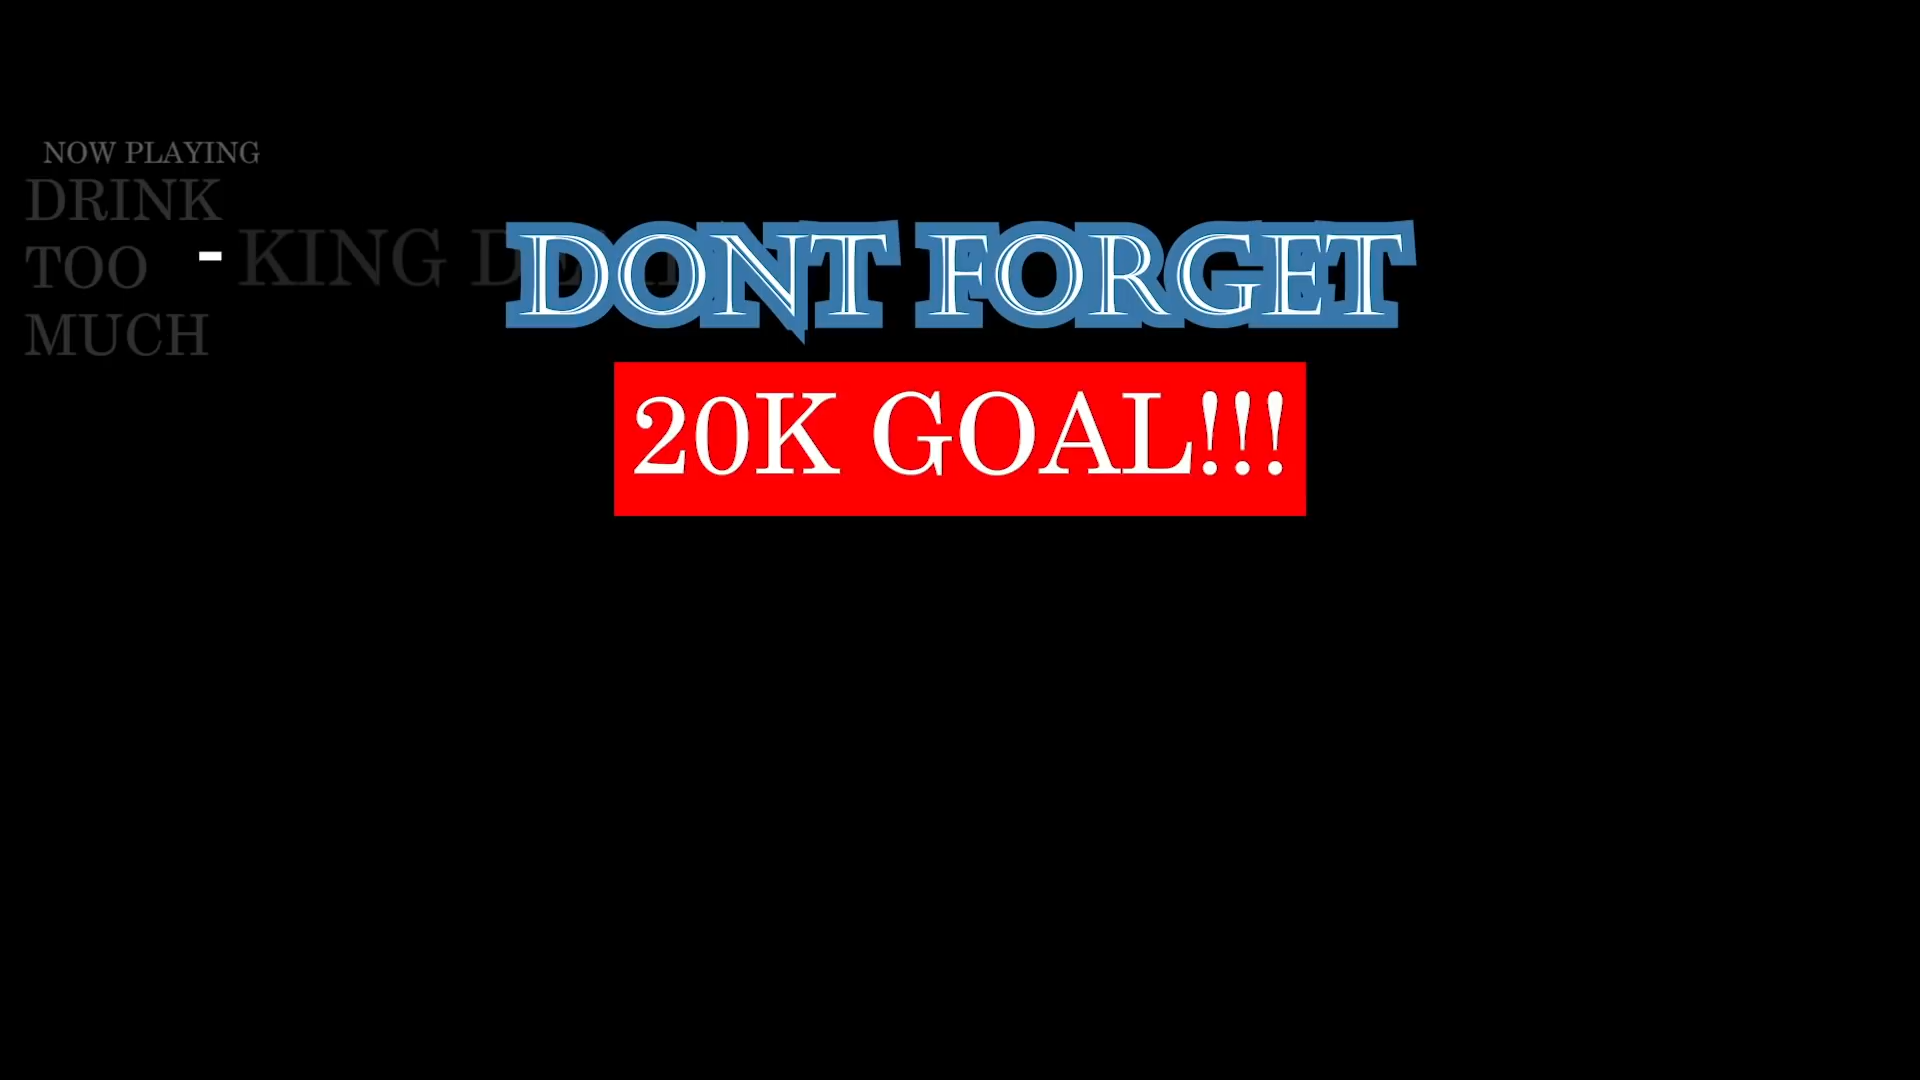 NOW PLAYING
DRINK
TOO
MUCH
- KING
DONT FORGET
20K GOAL!!!